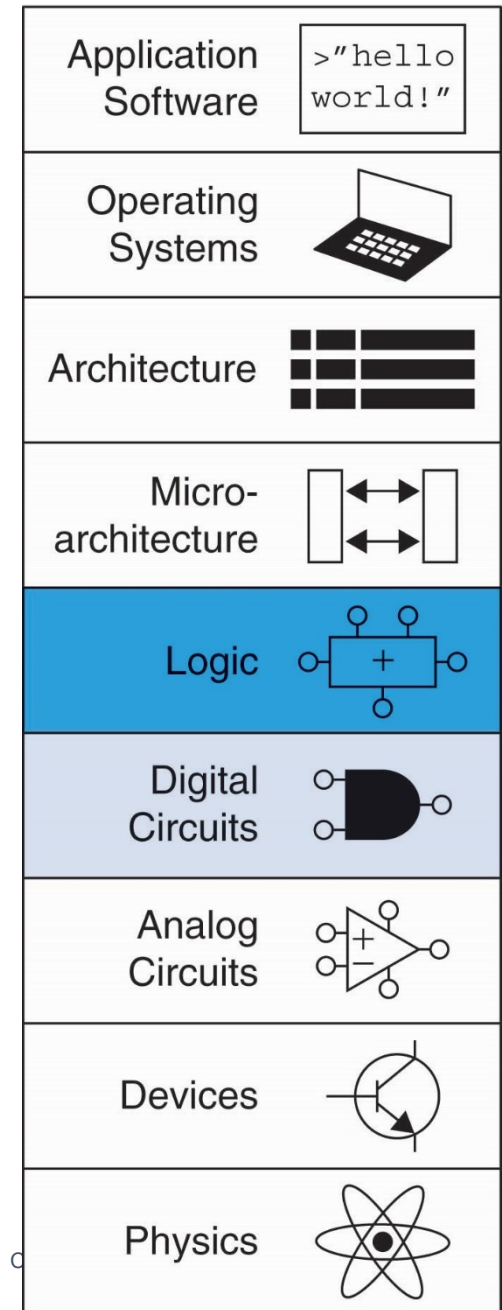 Application
Software
>"hello
world!"
Operating
Systems
Architecture
Micro-
architecture
Logic
+
Digital
Circuits
Analog
Circuits
+
−
Devices
Physics